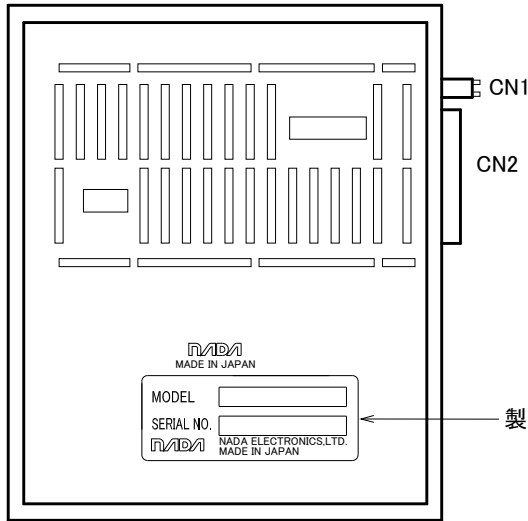 CN1
CN2
NADA
MADE IN JAPAN
MODEL
SERIAL NO.
製
NADA
NADA ELECTRONICS,LTD.
MADE IN JAPAN